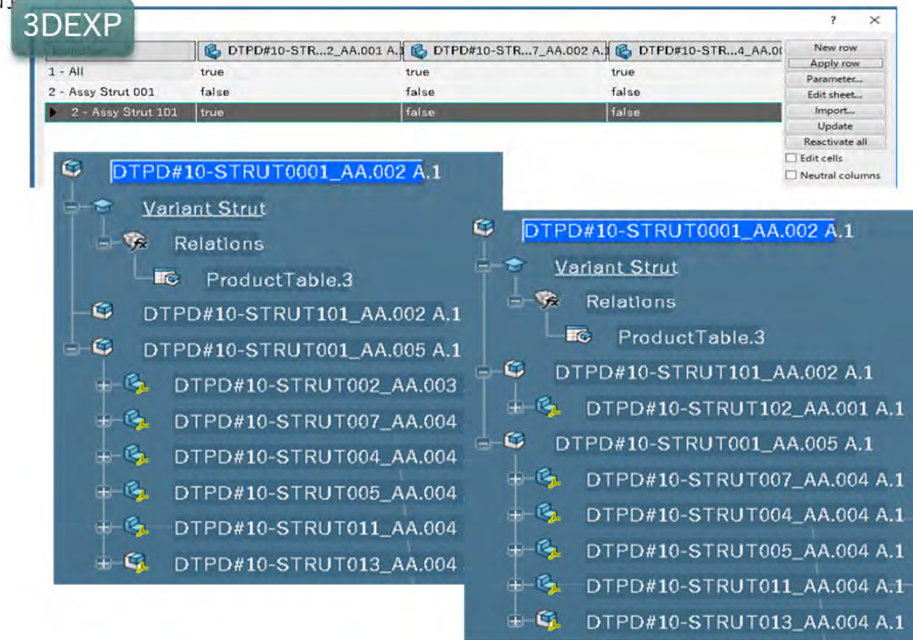 3DEXP
? ×
DTPD#10-STR...2_AA.001 A.1 DTPD#10-STR...7_AA.002 A.1 DTPD#10-STR...4_AA.00
1 - All true true true
2 - Assy Strut 001 false false false
2 - Assy Strut 101 true false false
New row
Apply row
Parameter...
Edit sheet...
Import...
Update
Reactivate all
Edit cells
Neutral columns
DTPD#10-STRUT0001_AA.002 A.1
Variant Strut
Relations
ProductTable.3
DTPD#10-STRUT101_AA.002 A.1
DTPD#10-STRUT001_AA.005 A.1
DTPD#10-STRUT002_AA.003
DTPD#10-STRUT007_AA.004
DTPD#10-STRUT004_AA.004
DTPD#10-STRUT005_AA.004
DTPD#10-STRUT011_AA.004
DTPD#10-STRUT013_AA.004
DTPD#10-STRUT0001_AA.002 A.1
Variant Strut
Relations
ProductTable.3
DTPD#10-STRUT101_AA.002 A.1
DTPD#10-STRUT102_AA.001 A.1
DTPD#10-STRUT001_AA.005 A.1
DTPD#10-STRUT007_AA.004 A.1
DTPD#10-STRUT004_AA.004 A.1
DTPD#10-STRUT005_AA.004 A.1
DTPD#10-STRUT011_AA.004 A.1
DTPD#10-STRUT013_AA.004 A.1